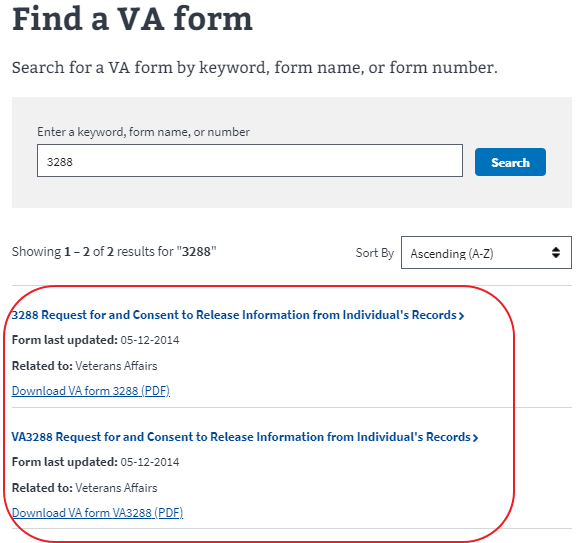 Find a VA form
Search for a VA form by keyword, form name, or form number.
Enter a keyword, form name, or number
3288
Search
Showing 1 – 2 of 2 results for "3288"
Sort By
Ascending (A-Z)
3288 Request for and Consent to Release Information from Individual's Records
Form last updated: 05-12-2014
Related to: Veterans Affairs
Download VA form 3288 (PDF)
VA3288 Request for and Consent to Release Information from Individual's Records
Form last updated: 05-12-2014
Related to: Veterans Affairs
Download VA form VA3288 (PDF)